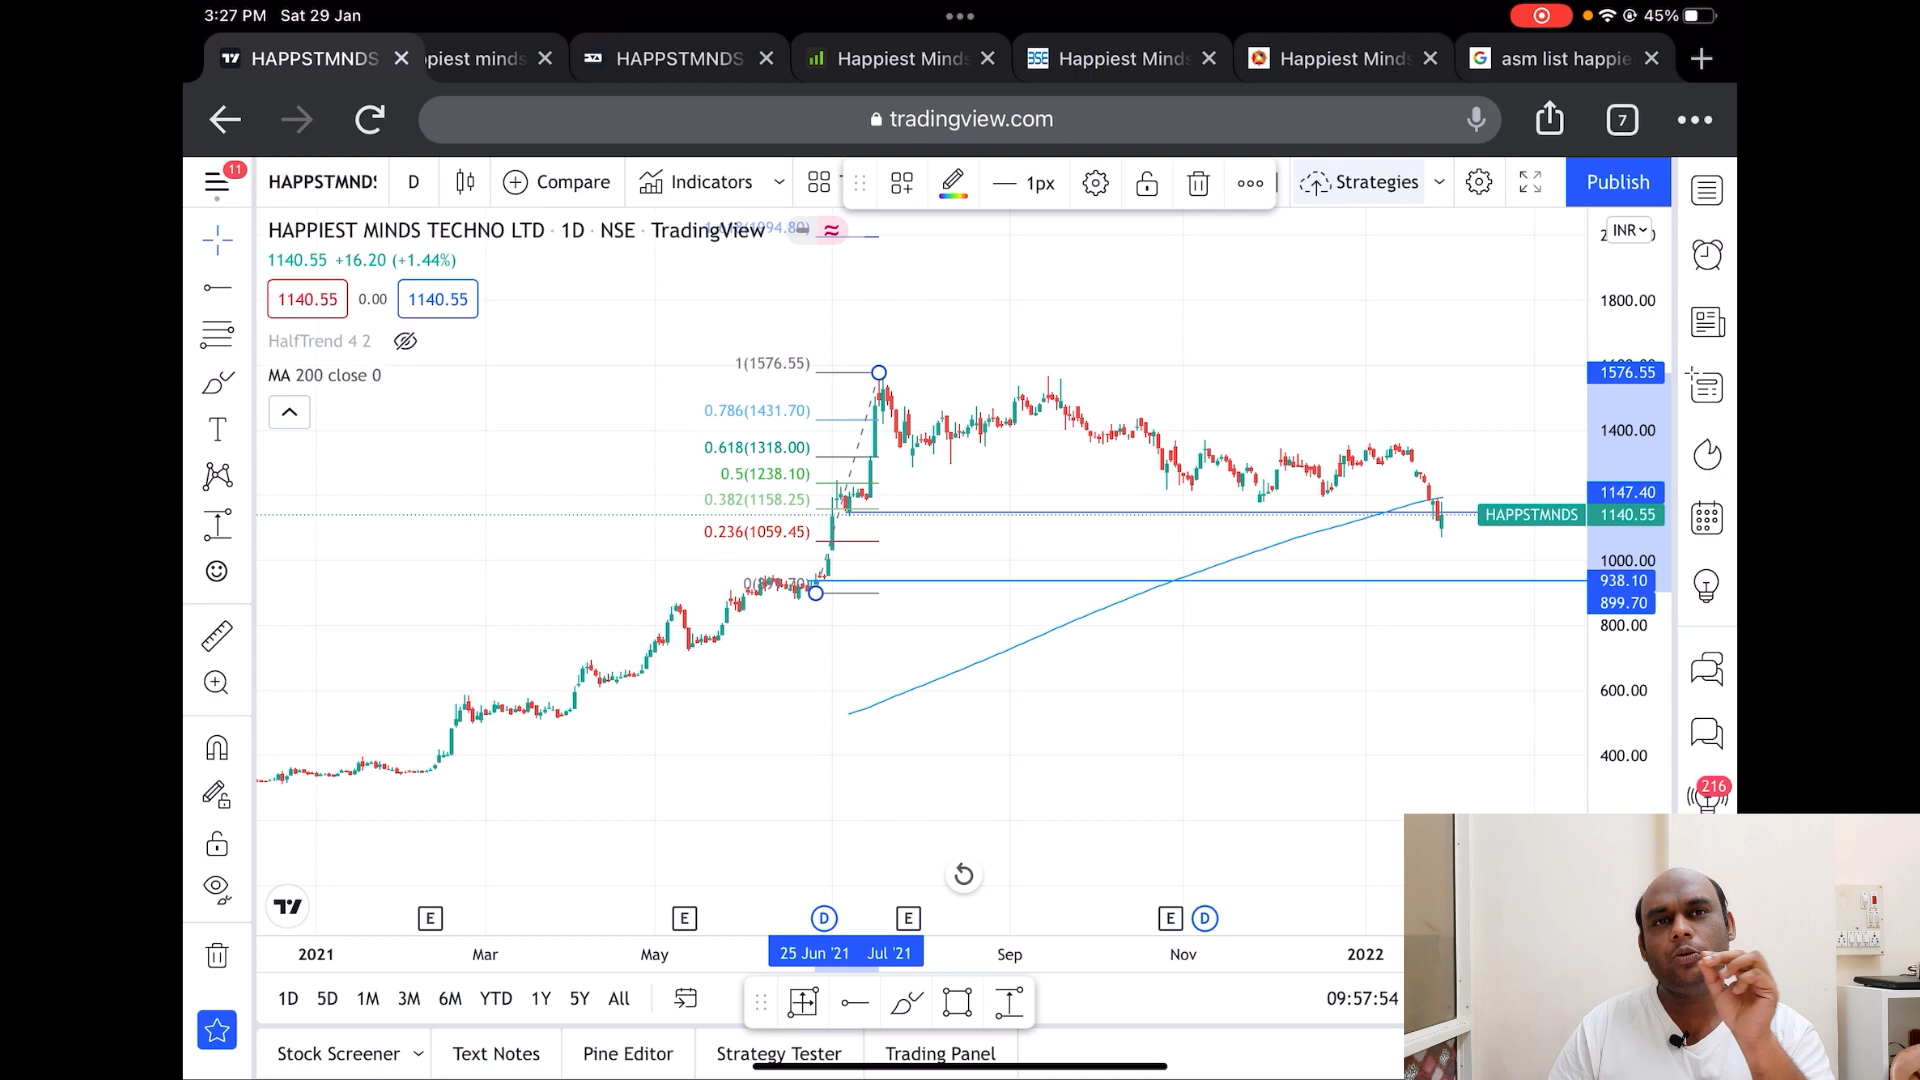 3:27 PM Sat 29 Jan
45%
HAPPSTMNDS
piest minds
HAPPSTMNDS
Happiest Minds
BSE Happiest Minds
Happiest Minds
asm list happie
tradingview.com
7
11
HAPPSTMNDS
D
Compare
Indicators
1px
Strategies
Publish
HAPPIEST MINDS TECHNO LTD · 1D · NSE · TradingView
INR
1140.55 +16.20 (+1.44%)
1140.55 0.00 1140.55
HalfTrend 4 2
MA 200 close 0
1(1576.55)
0.786(1431.70)
0.618(1318.00)
0.5(1238.10)
0.382(1158.25)
0.236(1059.45)
1800.00
1576.55
1400.00
1147.40
HAPPSTMNDS 1140.55
1000.00
938.10
899.70
800.00
600.00
400.00
216
E E D E E D
2021 Mar May 25 Jun '21 Jul '21 Sep Nov 2022
1D 5D 1M 3M 6M YTD 1Y 5Y All
09:57:54
Stock Screener Text Notes Pine Editor Strategy Tester Trading Panel